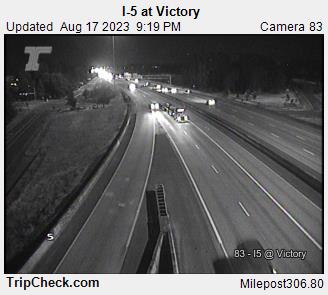 I-5 at Victory
Updated Aug 17 2023 9:19 PM Camera 83
T
S
83 - I5 @ Victory
TripCheck.com Milepost306.80